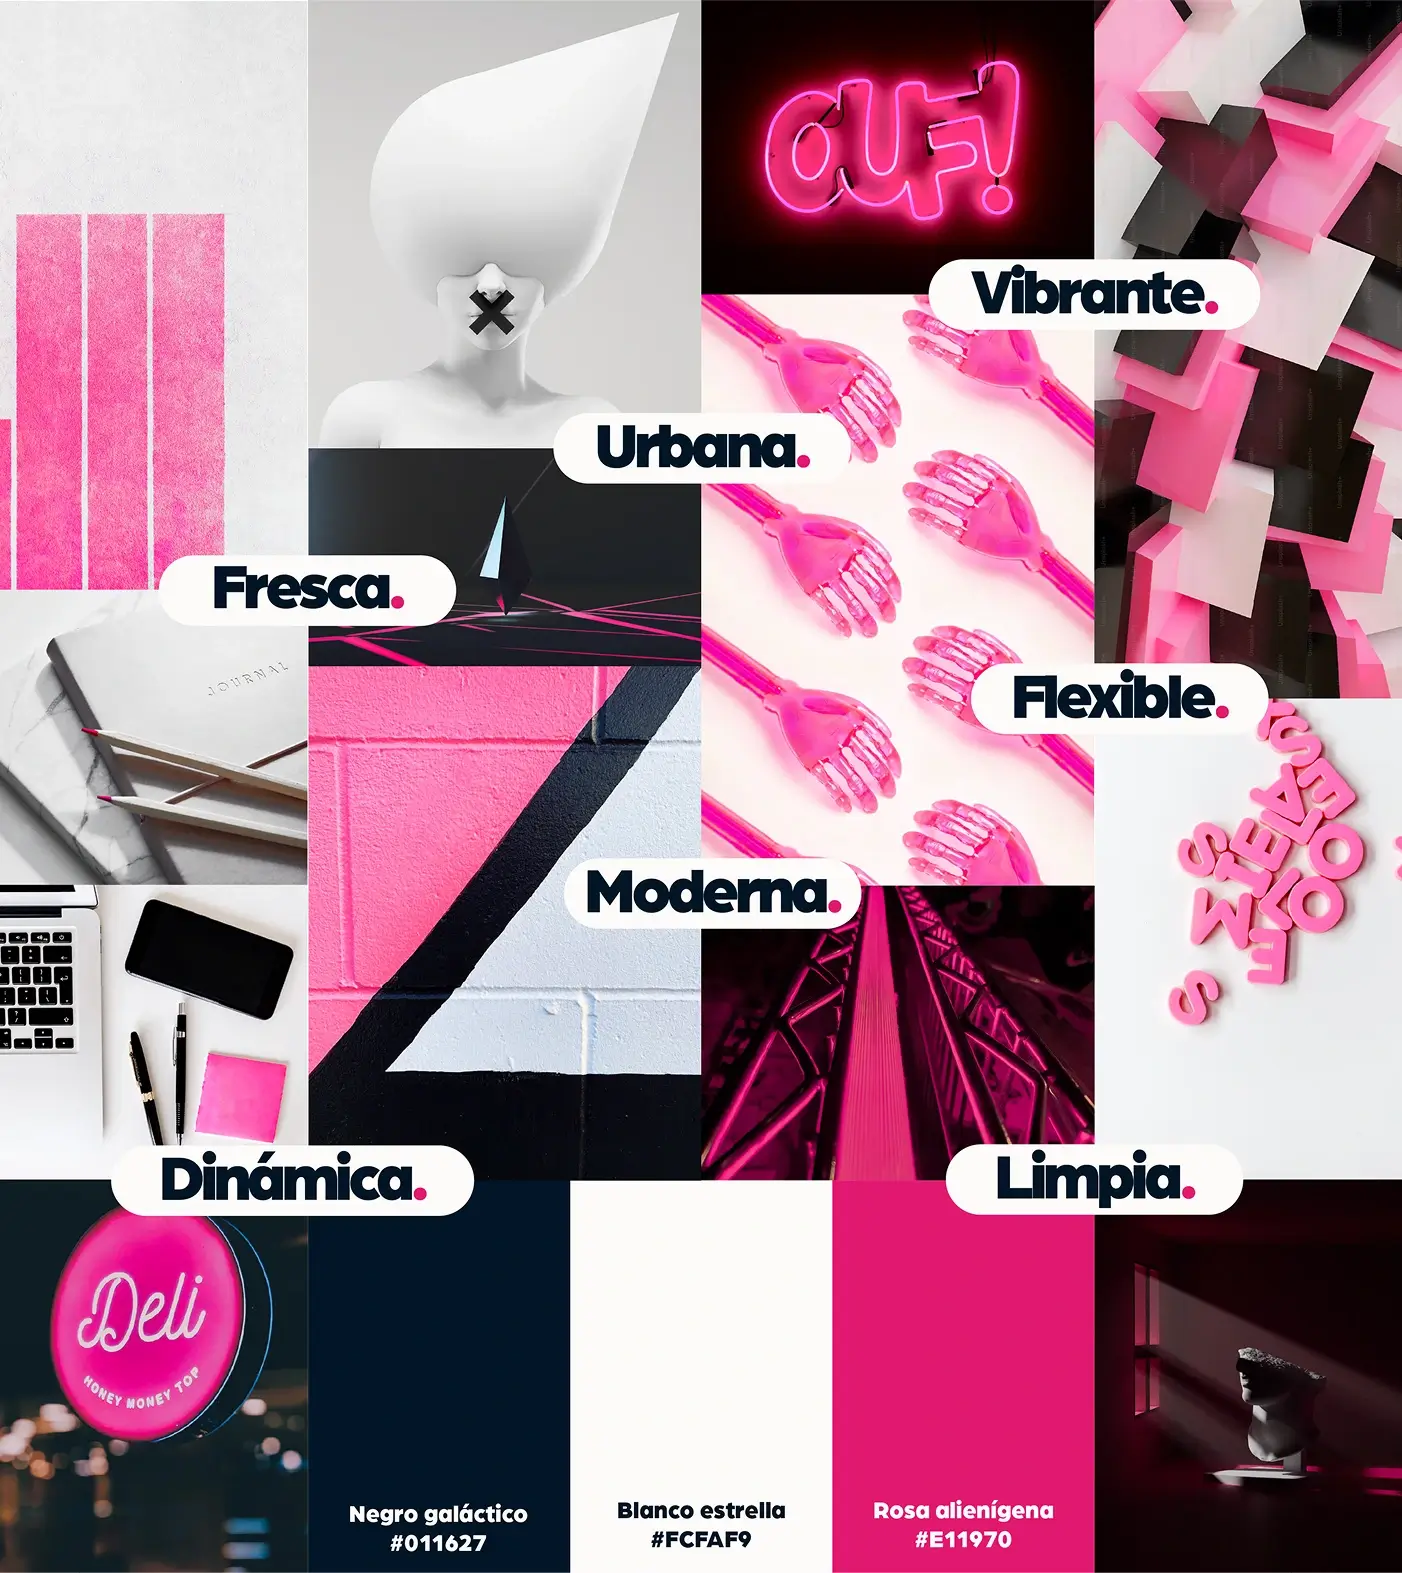 OUF!
Vibrante.
Urbana.
Fresca.
JOURNAL
Flexible.
Moderna.
Dinámica.
Limpia.
Deli
HONEY MONEY TOP
Negro galáctico
#011627
Blanco estrella
#FCFAF9
Rosa alienígena
#E11970